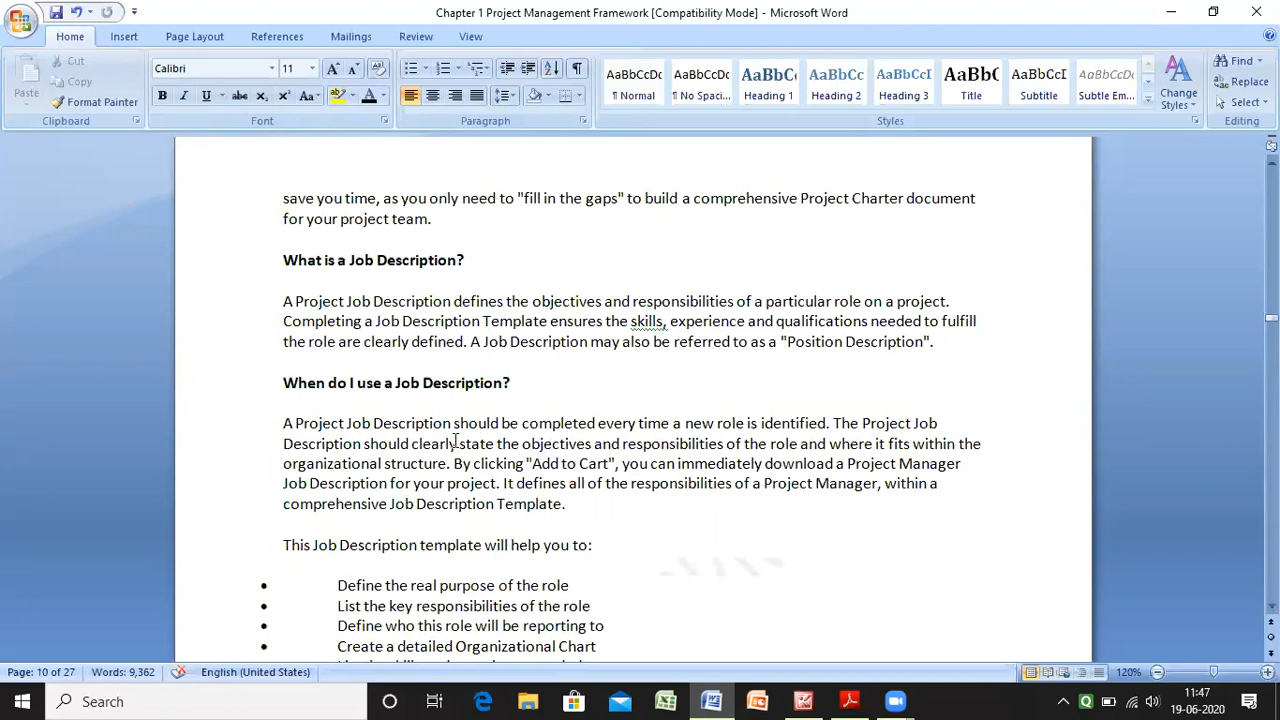 Chapter 1 Project Management Framework [Compatibility Mode] - Microsoft Word
Home Insert Page Layout References Mailings Review View
Paste
Cut
Copy
Format Painter
Clipboard
Calibri 11
Font
Paragraph
AaBbCcDc AaBbCcDc AaBbC AaBbCc AaBbCcI AaBb( AaBbCcI AaBbCcDc
¶ Normal ¶ No Spaci... Heading 1 Heading 2 Heading 3 Title Subtitle Subtle Em...
Change Styles
Styles
Find
Replace
Select
Editing
save you time, as you only need to "fill in the gaps" to build a comprehensive Project Charter document
for your project team.
What is a Job Description?
A Project Job Description defines the objectives and responsibilities of a particular role on a project.
Completing a Job Description Template ensures the skills, experience and qualifications needed to fulfill
the role are clearly defined. A Job Description may also be referred to as a "Position Description".
When do I use a Job Description?
A Project Job Description should be completed every time a new role is identified. The Project Job
Description should clearly state the objectives and responsibilities of the role and where it fits within the
organizational structure. By clicking "Add to Cart", you can immediately download a Project Manager
Job Description for your project. It defines all of the responsibilities of a Project Manager, within a
comprehensive Job Description Template.
This Job Description template will help you to:
• Define the real purpose of the role
• List the key responsibilities of the role
• Define who this role will be reporting to
• Create a detailed Organizational Chart
Page: 10 of 27 Words: 9,362 English (United States) 120%
Search
11:47
19-06-2020